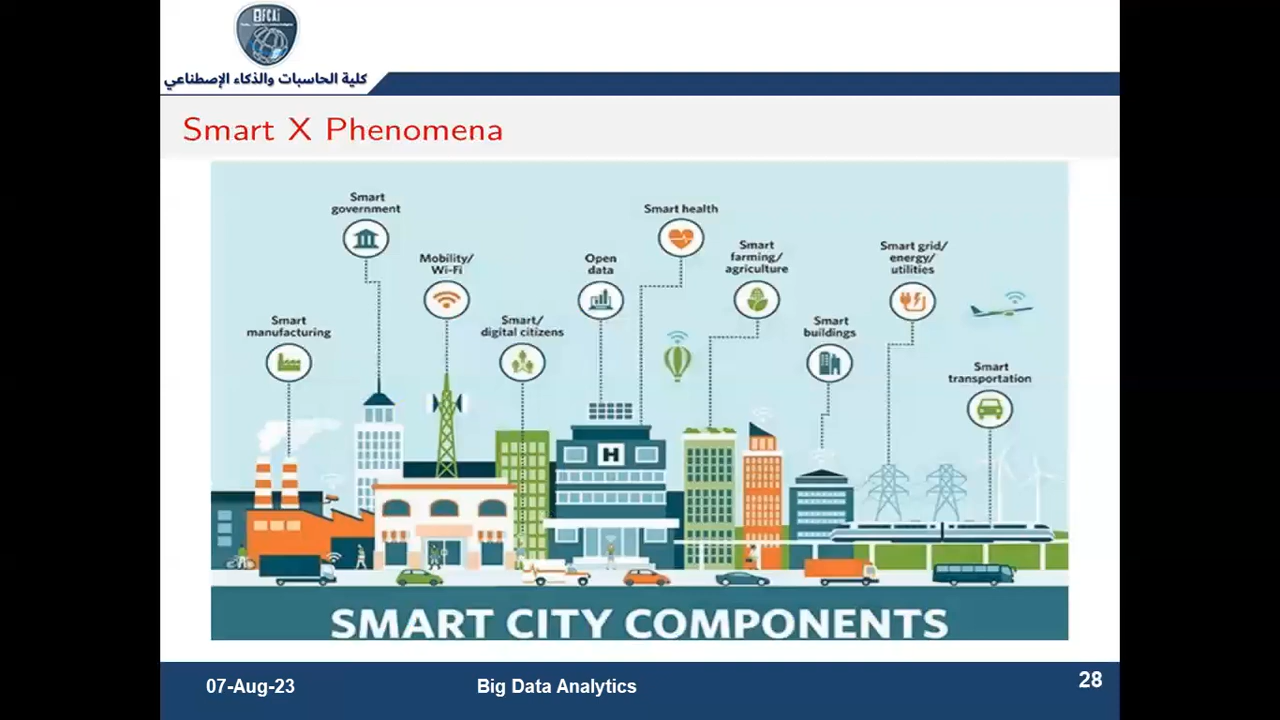 BFCAI
كلية الحاسبات والذكاء الإصطناعي
Smart X Phenomena
Smart
government
Smart health
Mobility/
Wi-Fi
Open
data
Smart
farming/
agriculture
Smart grid/
energy/
utilities
Smart
manufacturing
Smart/
digital citizens
Smart
buildings
Smart
transportation
H
SMART CITY COMPONENTS
07-Aug-23
Big Data Analytics
28